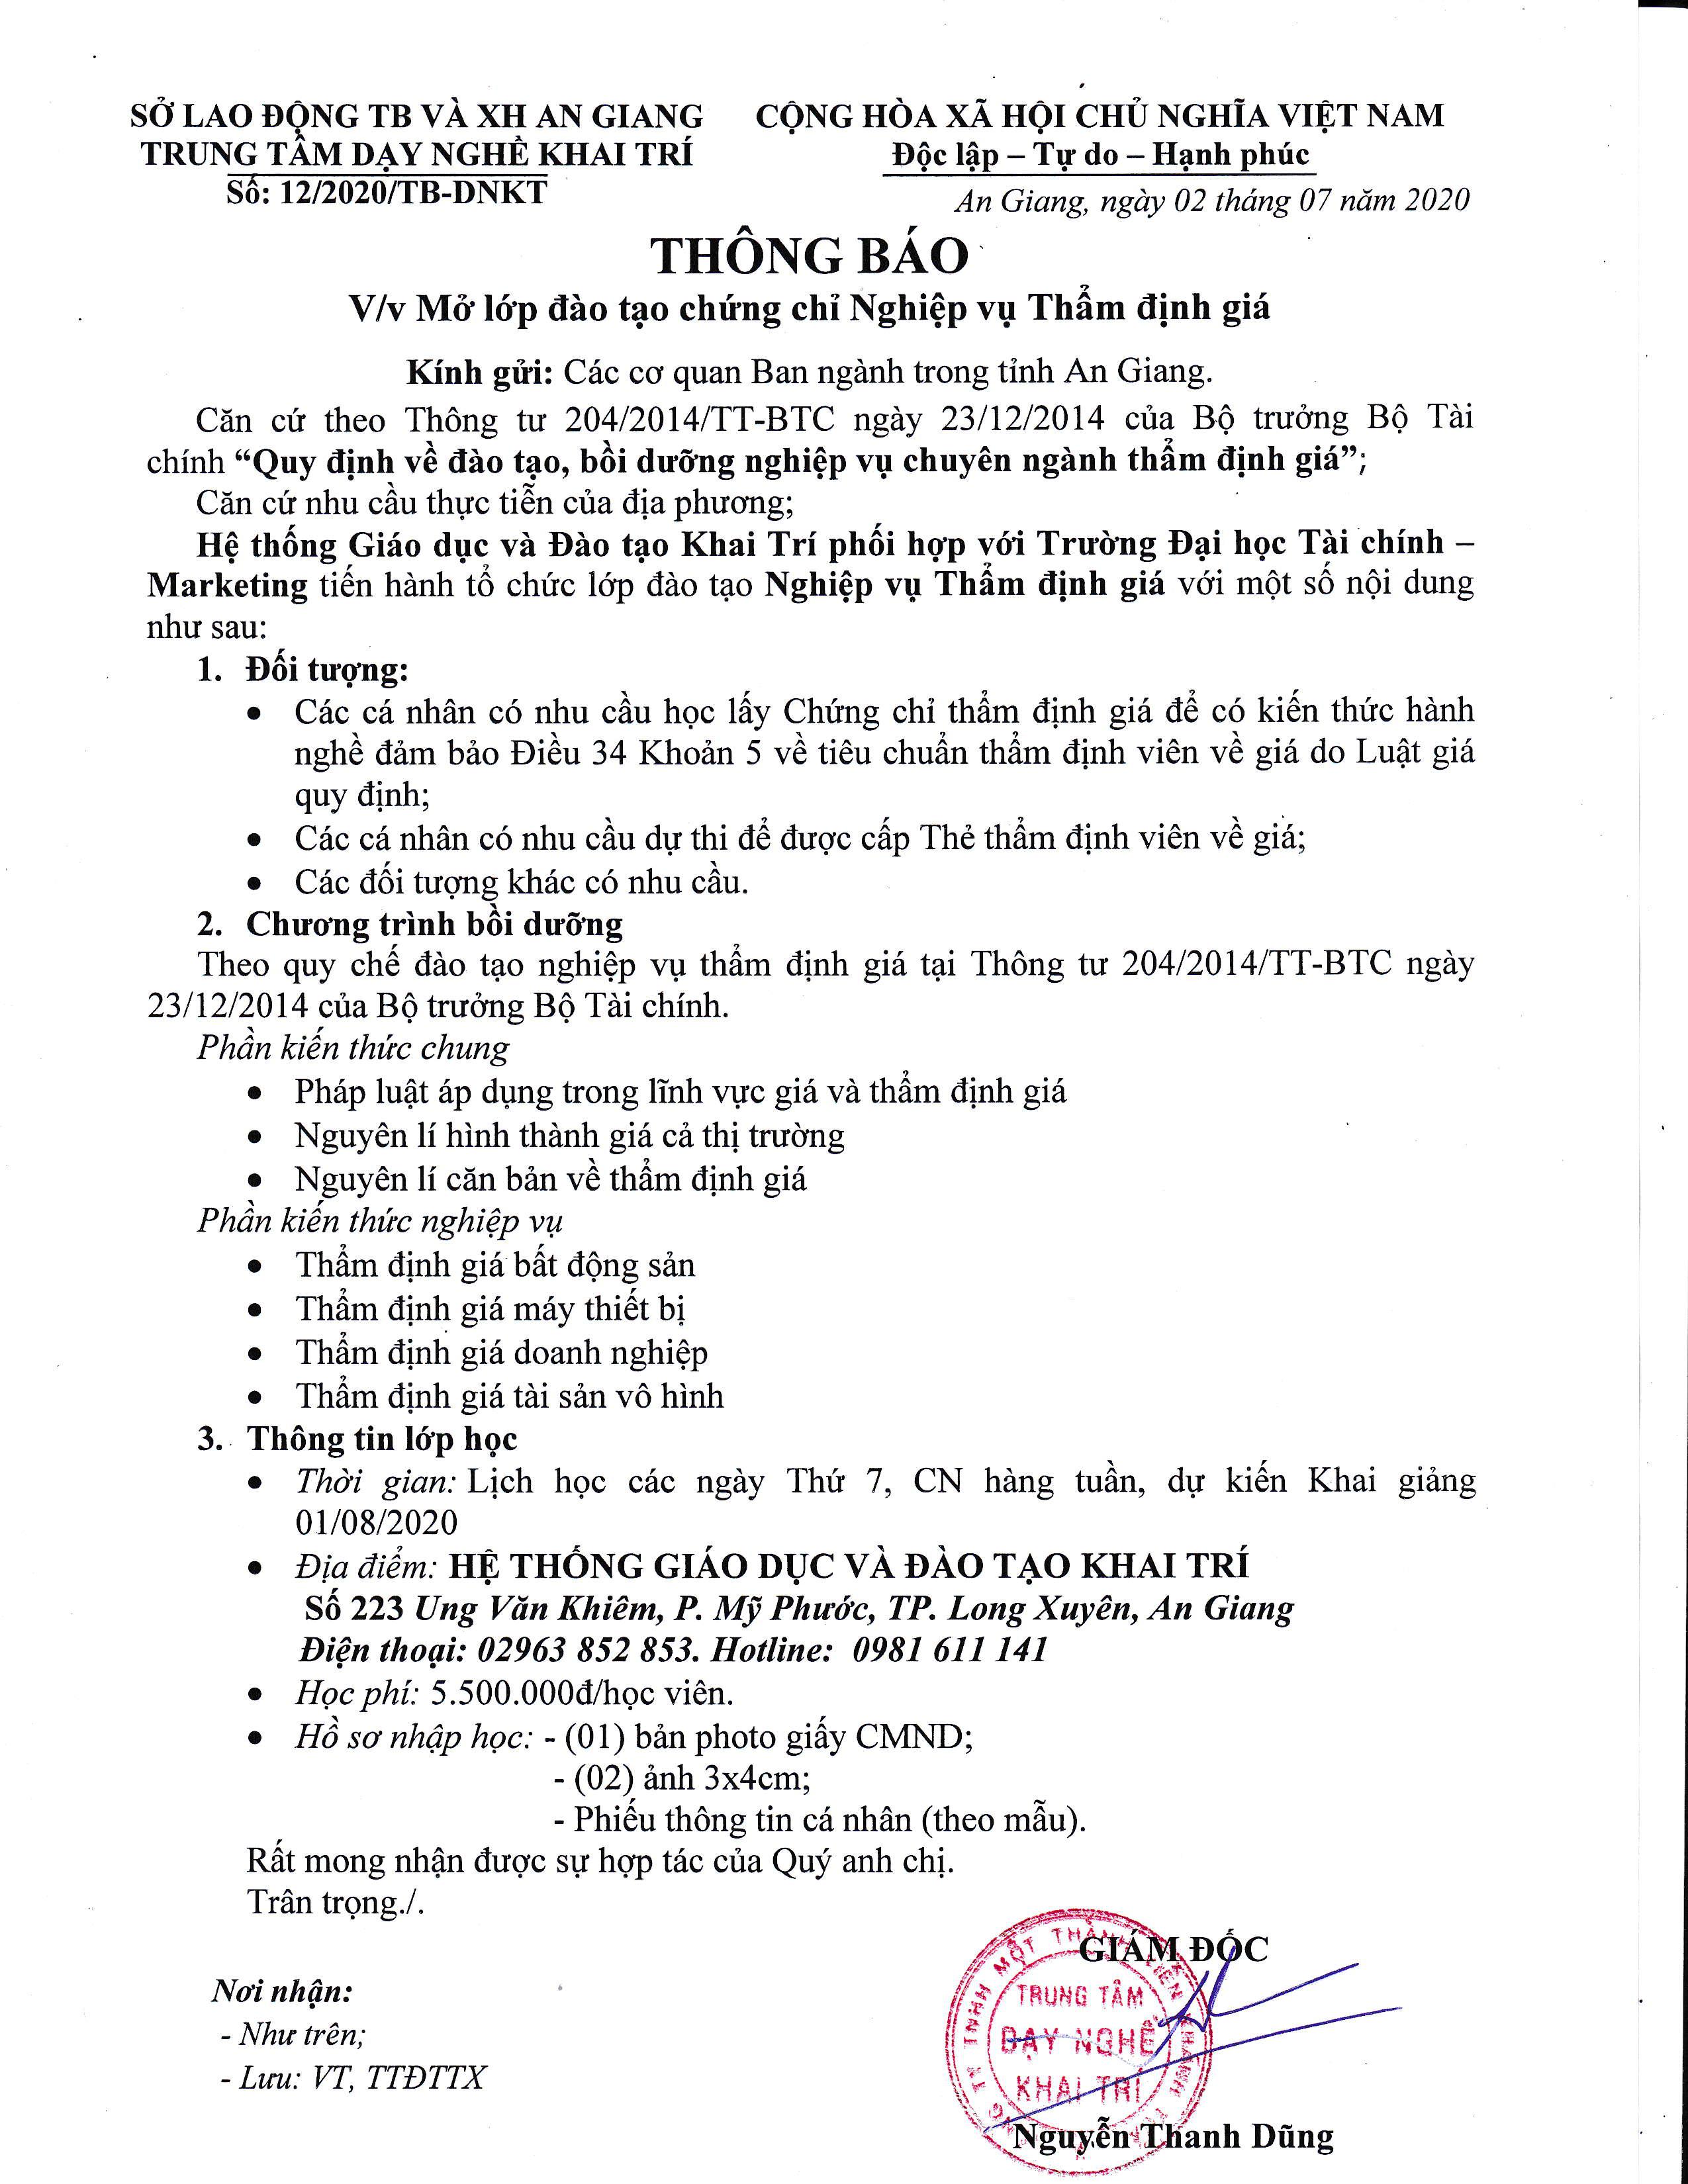 SỞ LAO ĐỘNG TB VÀ XH AN GIANG
TRUNG TÂM DẠY NGHỀ KHAI TRÍ
Số: 12/2020/TB-DNKT
CỘNG HÒA XÃ HỘI CHỦ NGHĨA VIỆT NAM
Độc lập – Tự do – Hạnh phúc
An Giang, ngày 02 tháng 07 năm 2020
THÔNG BÁO
V/v Mở lớp đào tạo chứng chỉ Nghiệp vụ Thẩm định giá
Kính gửi: Các cơ quan Ban ngành trong tỉnh An Giang.
Căn cứ theo Thông tư 204/2014/TT-BTC ngày 23/12/2014 của Bộ trưởng Bộ Tài
chính “Quy định về đào tạo, bồi dưỡng nghiệp vụ chuyên ngành thẩm định giá”;
Căn cứ nhu cầu thực tiễn của địa phương;
Hệ thống Giáo dục và Đào tạo Khai Trí phối hợp với Trường Đại học Tài chính –
Marketing tiến hành tổ chức lớp đào tạo Nghiệp vụ Thẩm định giá với một số nội dung
như sau:
1. Đối tượng:
• Các cá nhân có nhu cầu học lấy Chứng chỉ thẩm định giá để có kiến thức hành
nghề đảm bảo Điều 34 Khoản 5 về tiêu chuẩn thẩm định viên về giá do Luật giá
quy định;
• Các cá nhân có nhu cầu dự thi để được cấp Thẻ thẩm định viên về giá;
• Các đối tượng khác có nhu cầu.
2. Chương trình bồi dưỡng
Theo quy chế đào tạo nghiệp vụ thẩm định giá tại Thông tư 204/2014/TT-BTC ngày
23/12/2014 của Bộ trưởng Bộ Tài chính.
Phần kiến thức chung
• Pháp luật áp dụng trong lĩnh vực giá và thẩm định giá
• Nguyên lí hình thành giá cả thị trường
• Nguyên lí căn bản về thẩm định giá
Phần kiến thức nghiệp vụ
• Thẩm định giá bất động sản
• Thẩm định giá máy thiết bị
• Thẩm định giá doanh nghiệp
• Thẩm định giá tài sản vô hình
3. Thông tin lớp học
• Thời gian: Lịch học các ngày Thứ 7, CN hàng tuần, dự kiến Khai giảng
01/08/2020
• Địa điểm: HỆ THỐNG GIÁO DỤC VÀ ĐÀO TẠO KHAI TRÍ
Số 223 Ung Văn Khiêm, P. Mỹ Phước, TP. Long Xuyên, An Giang
Điện thoại: 02963 852 853. Hotline: 0981 611 141
• Học phí: 5.500.000đ/học viên.
• Hồ sơ nhập học: - (01) bản photo giấy CMND;
- (02) ảnh 3x4cm;
- Phiếu thông tin cá nhân (theo mẫu).
Rất mong nhận được sự hợp tác của Quý anh chị.
Trân trọng./.
GIÁM ĐỐC
Nơi nhận:
- Như trên;
- Lưu: VT, TTĐTTX
TNHH MỘT THÀNH VIÊN
TRUNG TÂM
DẠY NGHỀ
KHAI TRÍ
Nguyễn Thanh Dũng